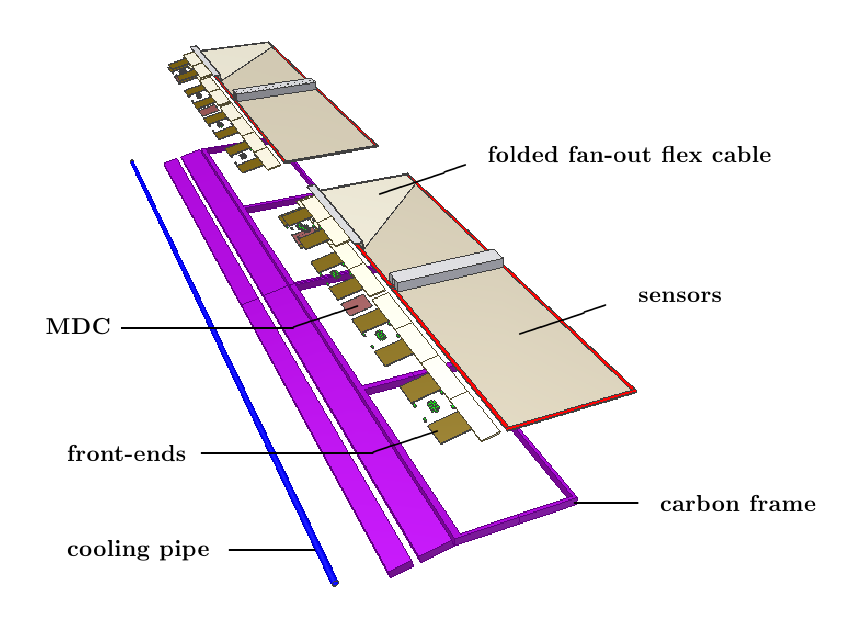 folded fan-out flex cable
sensors
MDC
front-ends
carbon frame
cooling pipe